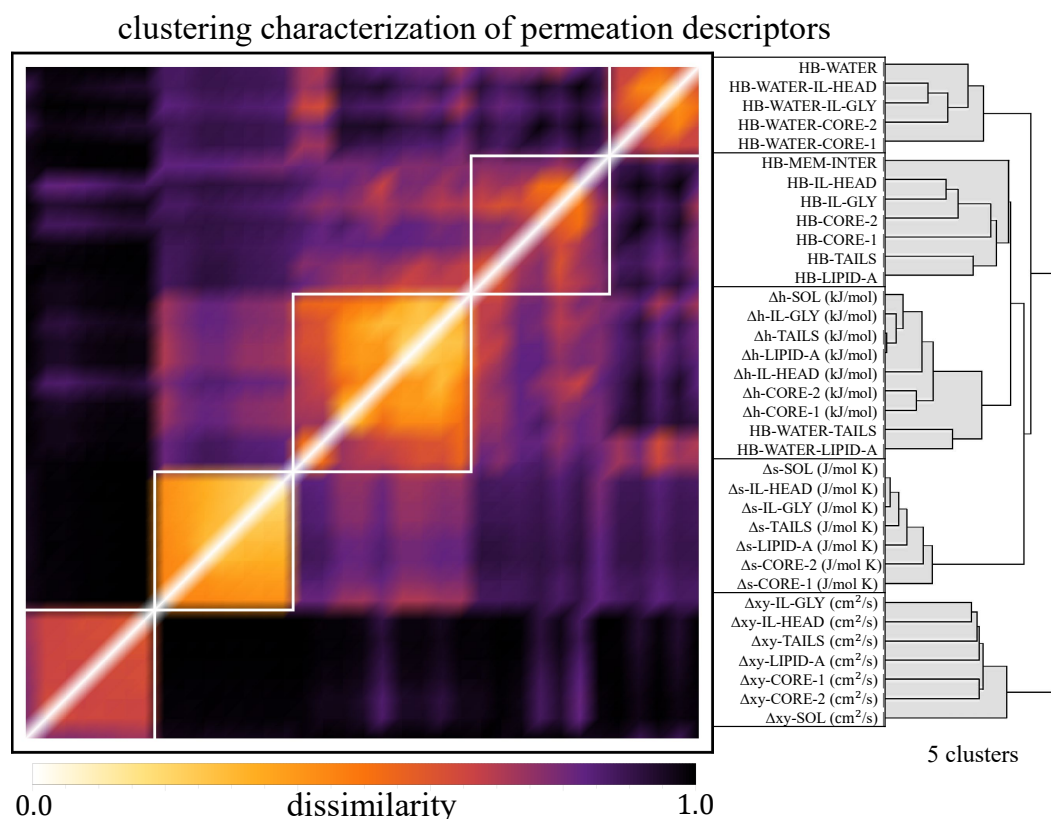 clustering characterization of permeation descriptors
HB-WATER
HB-WATER-IL-HEAD
HB-WATER-IL-GLY
HB-WATER-CORE-2
HB-WATER-CORE-1
HB-MEM-INTER
HB-IL-HEAD
HB-IL-GLY
HB-CORE-2
HB-CORE-1
HB-TAILS
HB-LIPID-A
Δh-SOL (kJ/mol)
Δh-IL-GLY (kJ/mol)
Δh-TAILS (kJ/mol)
Δh-LIPID-A (kJ/mol)
Δh-IL-HEAD (kJ/mol)
Δh-CORE-2 (kJ/mol)
Δh-CORE-1 (kJ/mol)
HB-WATER-TAILS
HB-WATER-LIPID-A
Δs-SOL (J/mol K)
Δs-IL-HEAD (J/mol K)
Δs-IL-GLY (J/mol K)
Δs-TAILS (J/mol K)
Δs-LIPID-A (J/mol K)
Δs-CORE-2 (J/mol K)
Δs-CORE-1 (J/mol K)
Δxy-IL-GLY (cm²/s)
Δxy-IL-HEAD (cm²/s)
Δxy-TAILS (cm²/s)
Δxy-LIPID-A (cm²/s)
Δxy-CORE-1 (cm²/s)
Δxy-CORE-2 (cm²/s)
Δxy-SOL (cm²/s)
5 clusters
0.0 dissimilarity 1.0